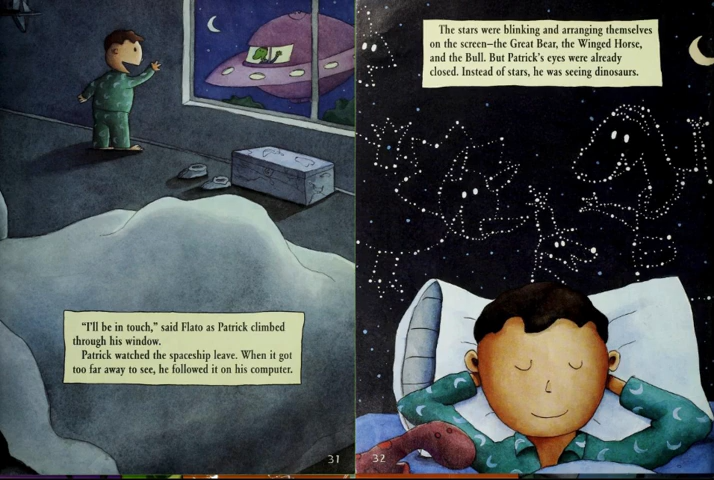 "I'll be in touch," said Flato as Patrick climbed
through his window.
Patrick watched the spaceship leave. When it got
too far away to see, he followed it on his computer.
31
The stars were blinking and arranging themselves
on the screen—the Great Bear, the Winged Horse,
and the Bull. But Patrick's eyes were already
closed. Instead of stars, he was seeing dinosaurs.
32